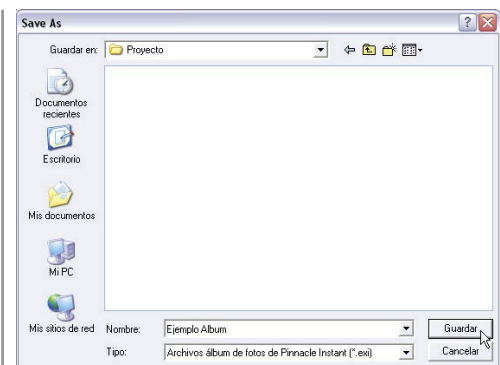 Save As
Guardar en: Proyecto
Documentos
recientes
Escritorio
Mis documentos
Mi PC
Mis sitios de red
Nombre: Ejemplo Album Guardar
Tipo: Archivos álbum de fotos de Pinnacle Instant (*.exi) Cancelar